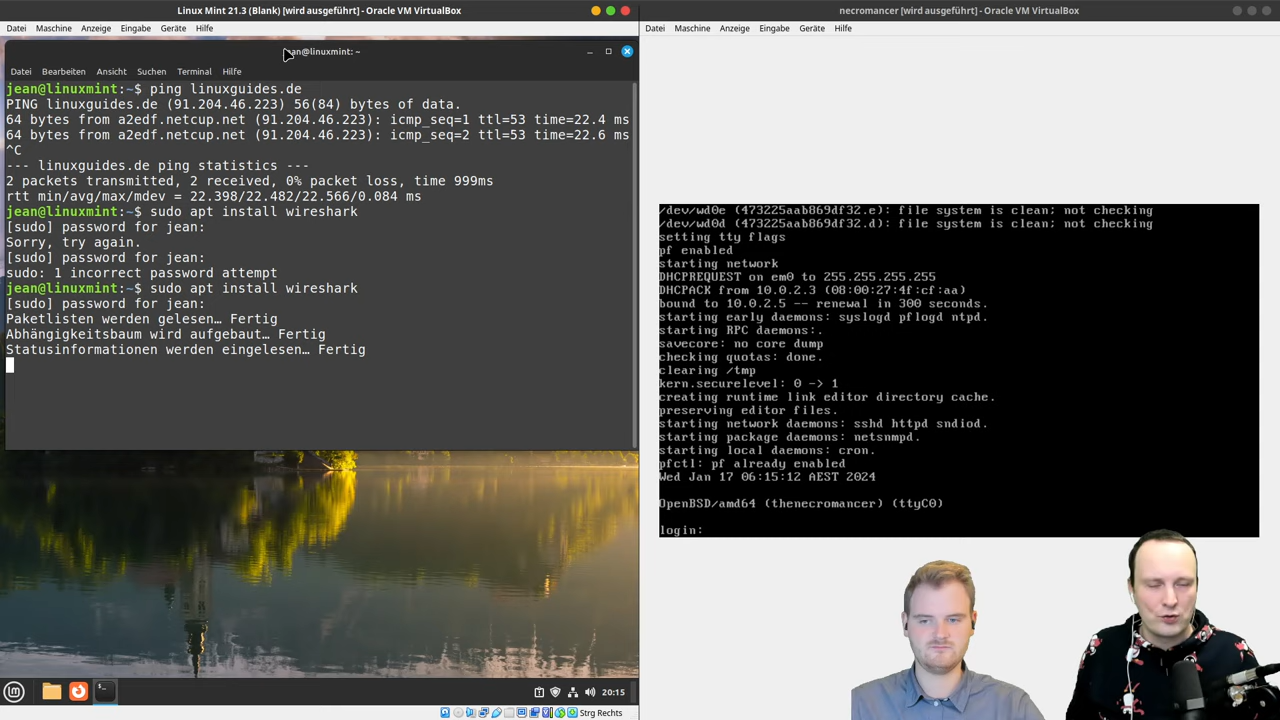 Linux Mint 21.3 (Blank) [wird ausgeführt] - Oracle VM VirtualBox
Datei Maschine Anzeige Eingabe Geräte Hilfe
jean@linuxmint: ~
Datei Bearbeiten Ansicht Suchen Terminal Hilfe
jean@linuxmint:~$ ping linuxguides.de
PING linuxguides.de (91.204.46.223) 56(84) bytes of data.
64 bytes from a2edf.netcup.net (91.204.46.223): icmp_seq=1 ttl=53 time=22.4 ms
64 bytes from a2edf.netcup.net (91.204.46.223): icmp_seq=2 ttl=53 time=22.6 ms
^C
--- linuxguides.de ping statistics ---
2 packets transmitted, 2 received, 0% packet loss, time 999ms
rtt min/avg/max/mdev = 22.398/22.482/22.566/0.084 ms
jean@linuxmint:~$ sudo apt install wireshark
[sudo] password for jean:
Sorry, try again.
[sudo] password for jean:
sudo: 1 incorrect password attempt
jean@linuxmint:~$ sudo apt install wireshark
[sudo] password for jean:
Paketlisten werden gelesen… Fertig
Abhängigkeitsbaum wird aufgebaut… Fertig
Statusinformationen werden eingelesen… Fertig
20:15
Strg Rechts
necromancer [wird ausgeführt] - Oracle VM VirtualBox
Datei Maschine Anzeige Eingabe Geräte Hilfe
/dev/wd0e (473225aab869df32.e): file system is clean; not checking
/dev/wd0d (473225aab869df32.d): file system is clean; not checking
setting tty flags
pf enabled
starting network
DHCPREQUEST on em0 to 255.255.255.255
DHCPACK from 10.0.2.3 (08:00:27:4f:cf:aa)
bound to 10.0.2.5 -- renewal in 300 seconds.
starting early daemons: syslogd pflogd ntpd.
starting RPC daemons:.
savecore: no core dump
checking quotas: done.
clearing /tmp
kern.securelevel: 0 -> 1
creating runtime link editor directory cache.
preserving editor files.
starting network daemons: sshd httpd sndiod.
starting package daemons: netsnmpd.
starting local daemons: cron.
pfctl: pf already enabled
Wed Jan 17 06:15:12 AEST 2024
OpenBSD/amd64 (thenecromancer) (ttyC0)
login: